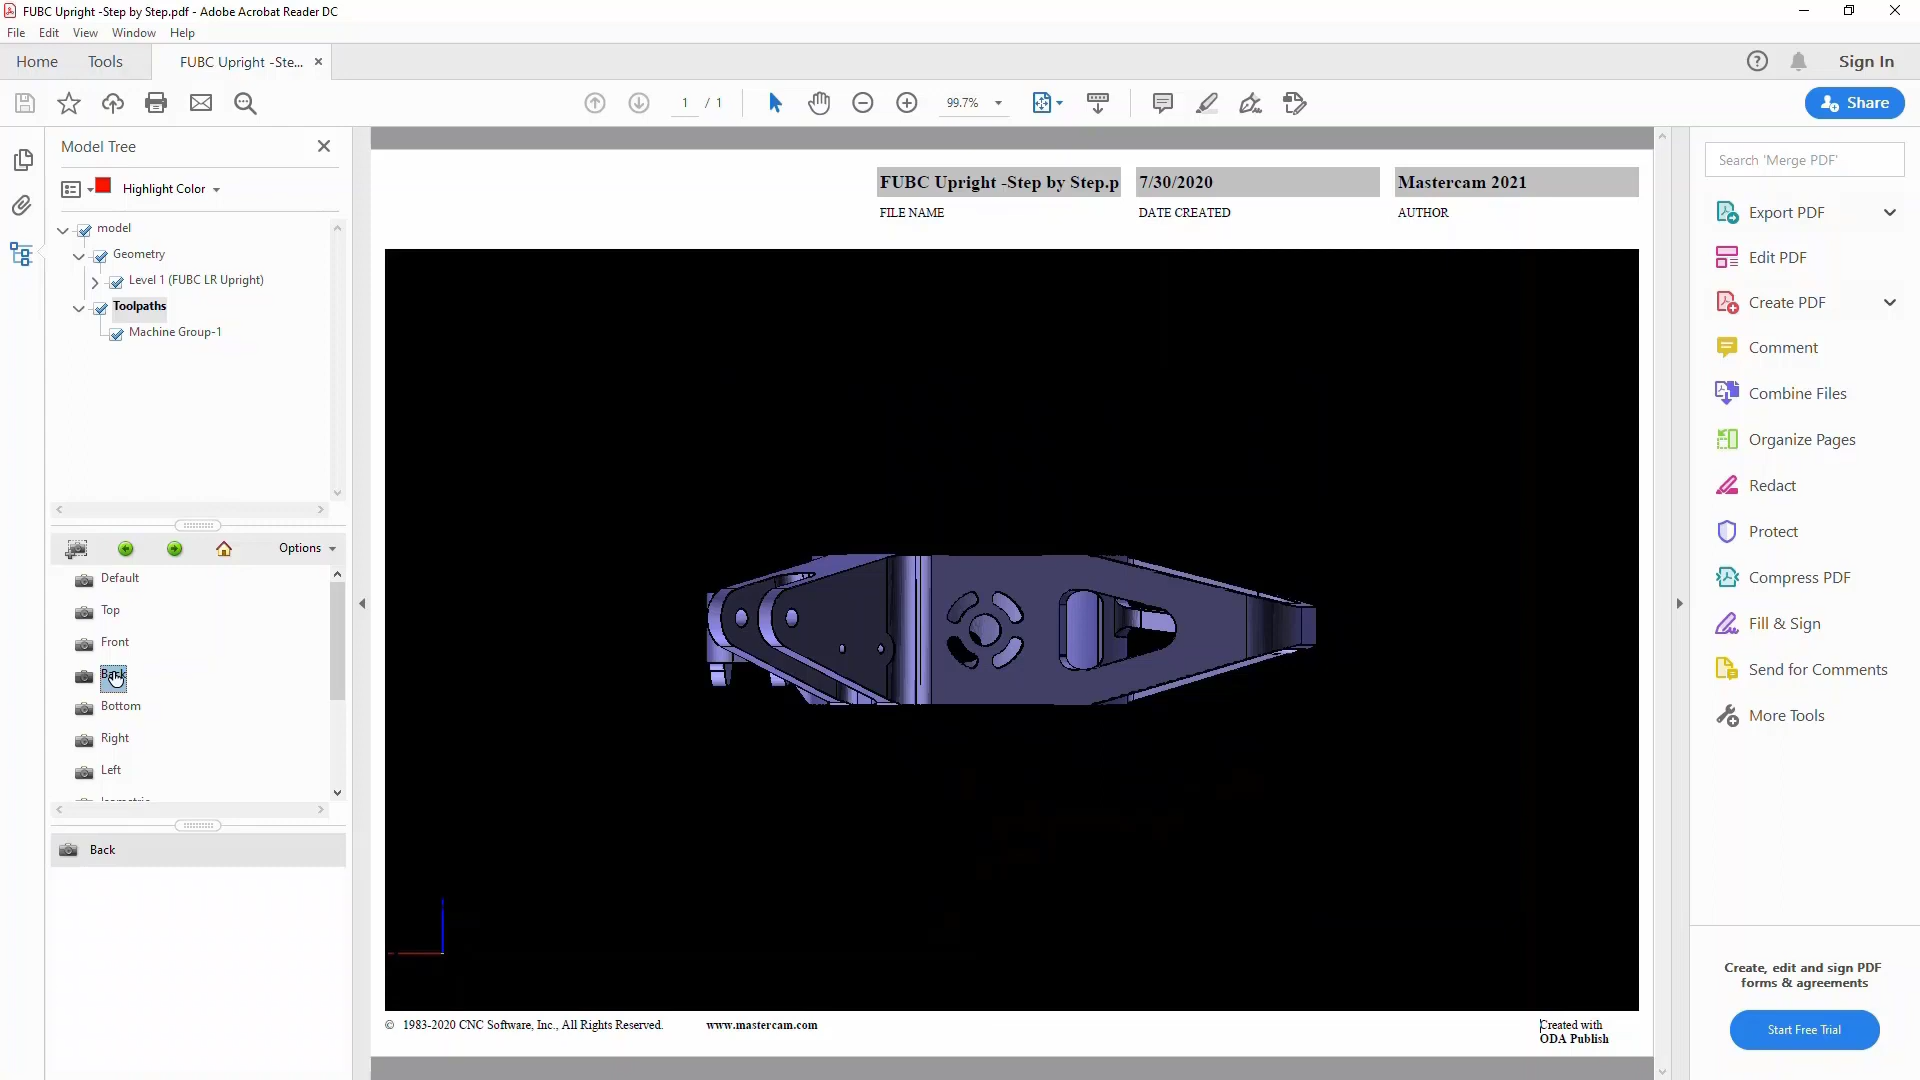 FUBC Upright -Step by Step.pdf - Adobe Acrobat Reader DC
File Edit View Window Help
Home Tools FUBC Upright -Ste... Sign In
1 / 1 99.7% Share
Model Tree
Highlight Color
model
Geometry
Level 1 (FUBC LR Upright)
Toolpaths
Machine Group-1
Options
Default
Top
Front
Back
Bottom
Right
Left
Isometric
Back
FUBC Upright -Step by Step.p 7/30/2020 Mastercam 2021
FILE NAME DATE CREATED AUTHOR
© 1983-2020 CNC Software, Inc., All Rights Reserved. www.mastercam.com
Created with
ODA Publish
Search 'Merge PDF'
Export PDF
Edit PDF
Create PDF
Comment
Combine Files
Organize Pages
Redact
Protect
Compress PDF
Fill & Sign
Send for Comments
More Tools
Create, edit and sign PDF
forms & agreements
Start Free Trial